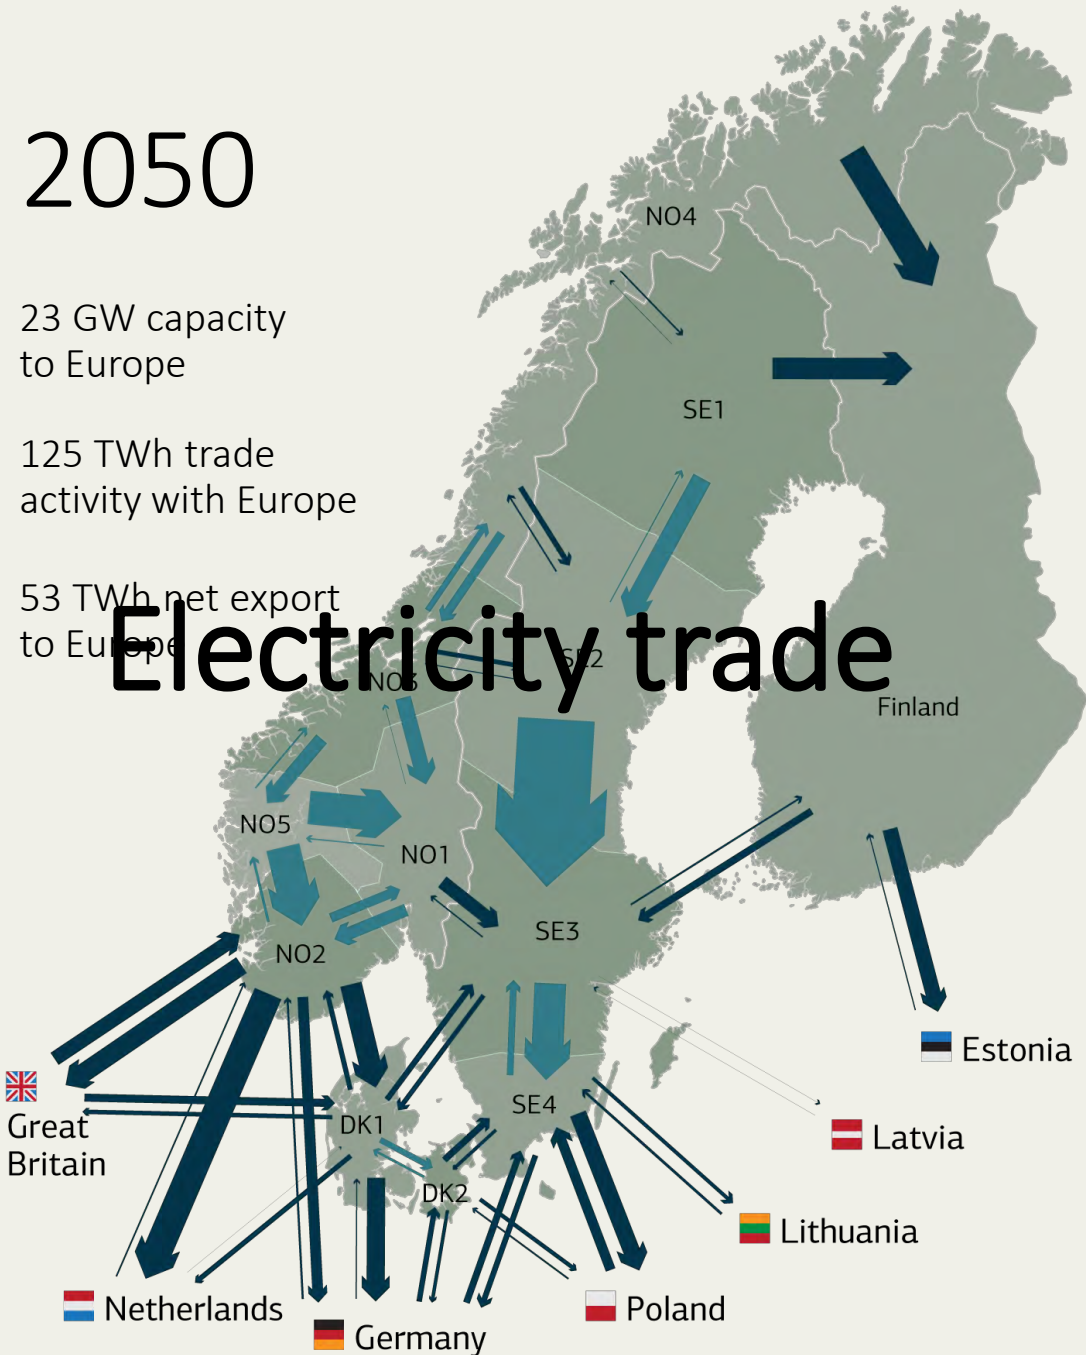 2050
23 GW capacity
to Europe
125 TWh trade
activity with Europe
53 TWh net export
to Europe
Electricity trade
NO4
SE1
SE2
NO3
Finland
NO5
NO1
SE3
NO2
Estonia
Great
Britain
SE4
DK1
Latvia
DK2
Lithuania
Netherlands
Poland
Germany